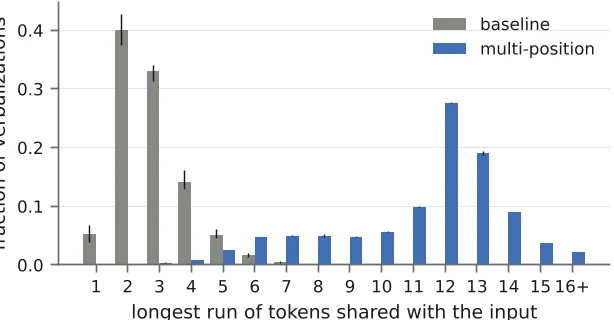 baseline
multi-position
0.4
0.3
0.2
0.1
0.0
1 2 3 4 5 6 7 8 9 10 11 12 13 14 15 16+
longest run of tokens shared with the input
fraction of verbalizations